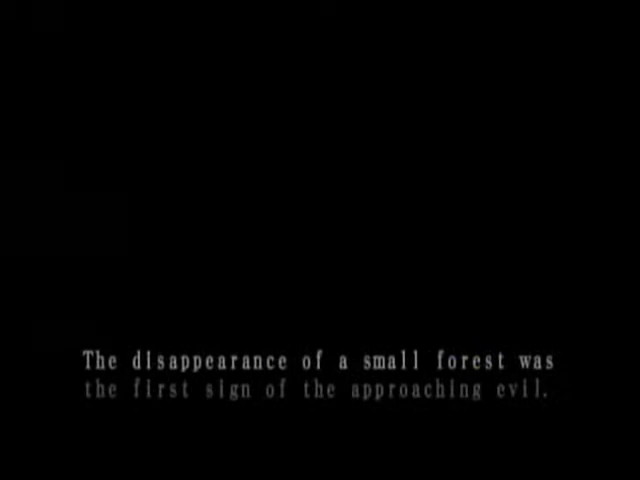 The disappearance of a small forest was
the first sign of the approaching evil.